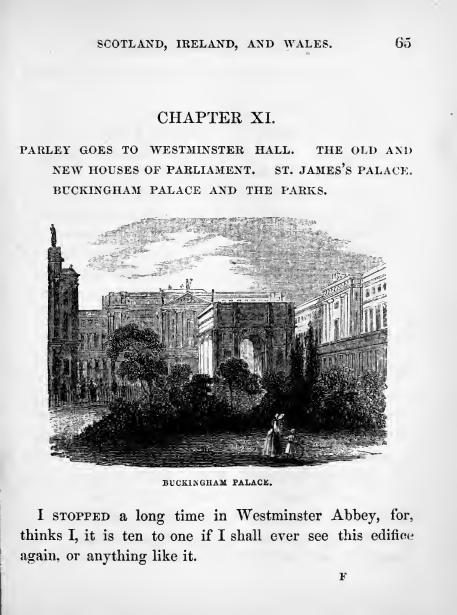 SCOTLAND, IRELAND, AND WALES. 65
CHAPTER XI.
PARLEY GOES TO WESTMINSTER HALL. THE OLD AND
NEW HOUSES OF PARLIAMENT. ST. JAMES'S PALACE.
BUCKINGHAM PALACE AND THE PARKS.
BUCKINGHAM PALACE.
I STOPPED a long time in Westminster Abbey, for,
thinks I, it is ten to one if I shall ever see this edifice
again, or anything like it.
F